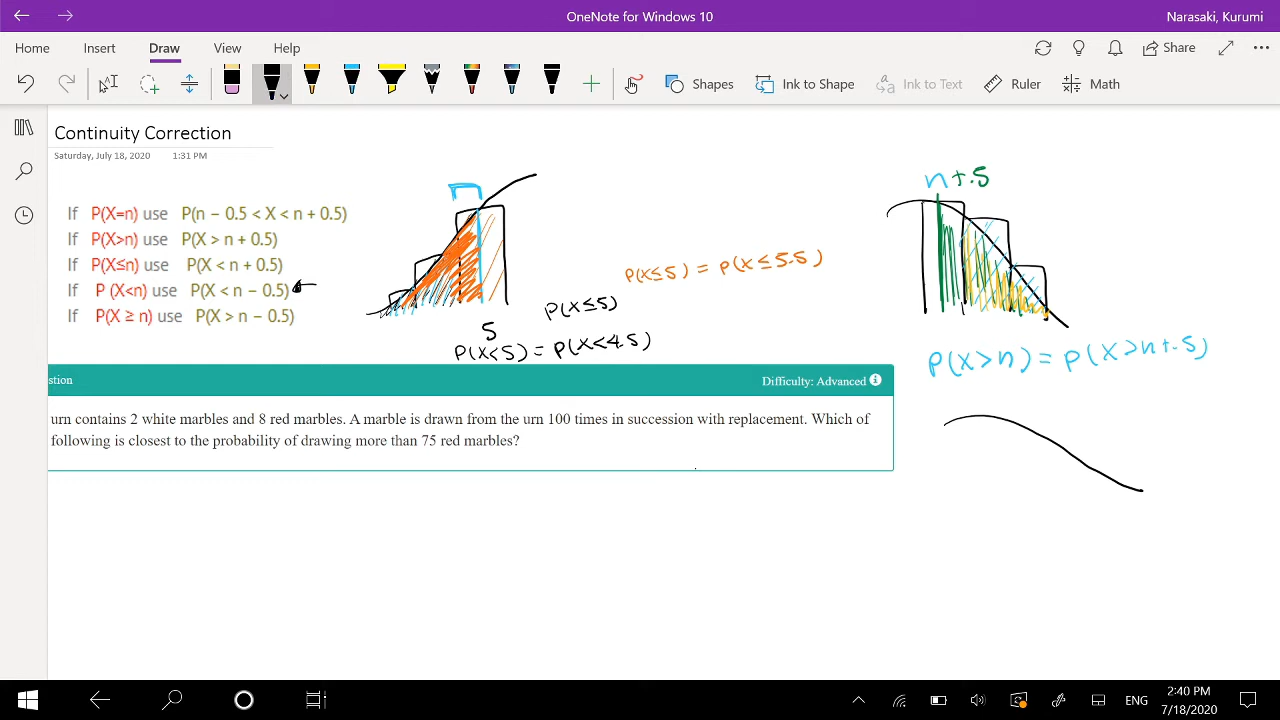 OneNote for Windows 10
Narasaki, Kurumi
Home Insert Draw View Help
Share
Shapes Ink to Shape Ink to Text Ruler Math
Continuity Correction
Saturday, July 18, 2020 1:31 PM
If P(X=n) use P(n − 0.5 < X < n + 0.5)
If P(X>n) use P(X > n + 0.5)
If P(X≤n) use P(X < n + 0.5)
If P (X<n) use P(X < n − 0.5)
If P(X ≥ n) use P(X > n − 0.5)
5
P(X≤5)
P(X<5) = P(X<4.5)
P(X≤5) = P(X≤5.5)
n+.5
P(X>n) = P(X>n+.5)
stion
Difficulty: Advanced
urn contains 2 white marbles and 8 red marbles. A marble is drawn from the urn 100 times in succession with replacement. Which of
following is closest to the probability of drawing more than 75 red marbles?
ENG
2:40 PM
7/18/2020